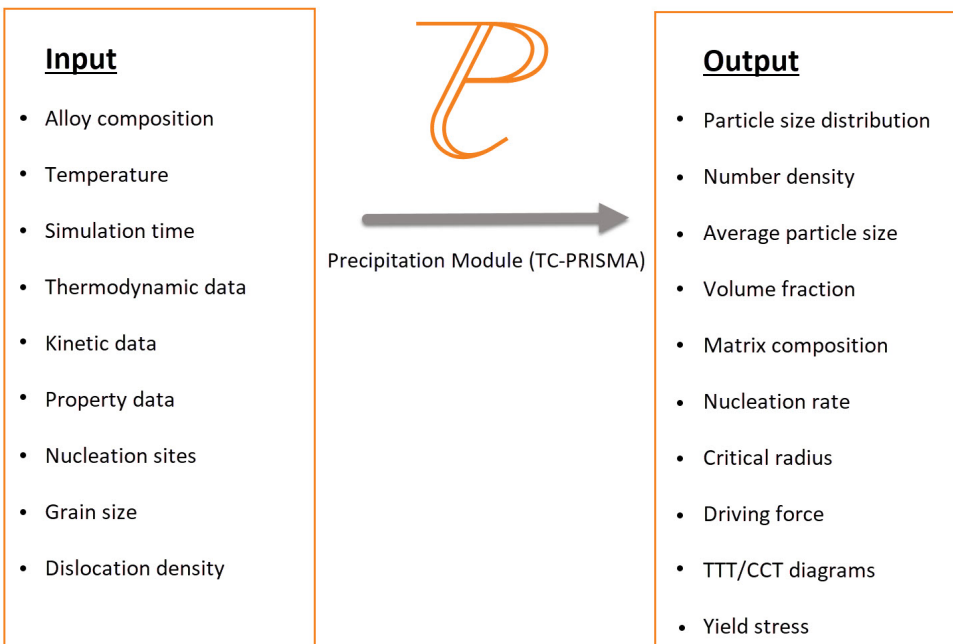 Input
• Alloy composition
• Temperature
• Simulation time
• Thermodynamic data
• Kinetic data
• Property data
• Nucleation sites
• Grain size
• Dislocation density
Precipitation Module (TC-PRISMA)
Output
• Particle size distribution
• Number density
• Average particle size
• Volume fraction
• Matrix composition
• Nucleation rate
• Critical radius
• Driving force
• TTT/CCT diagrams
• Yield stress